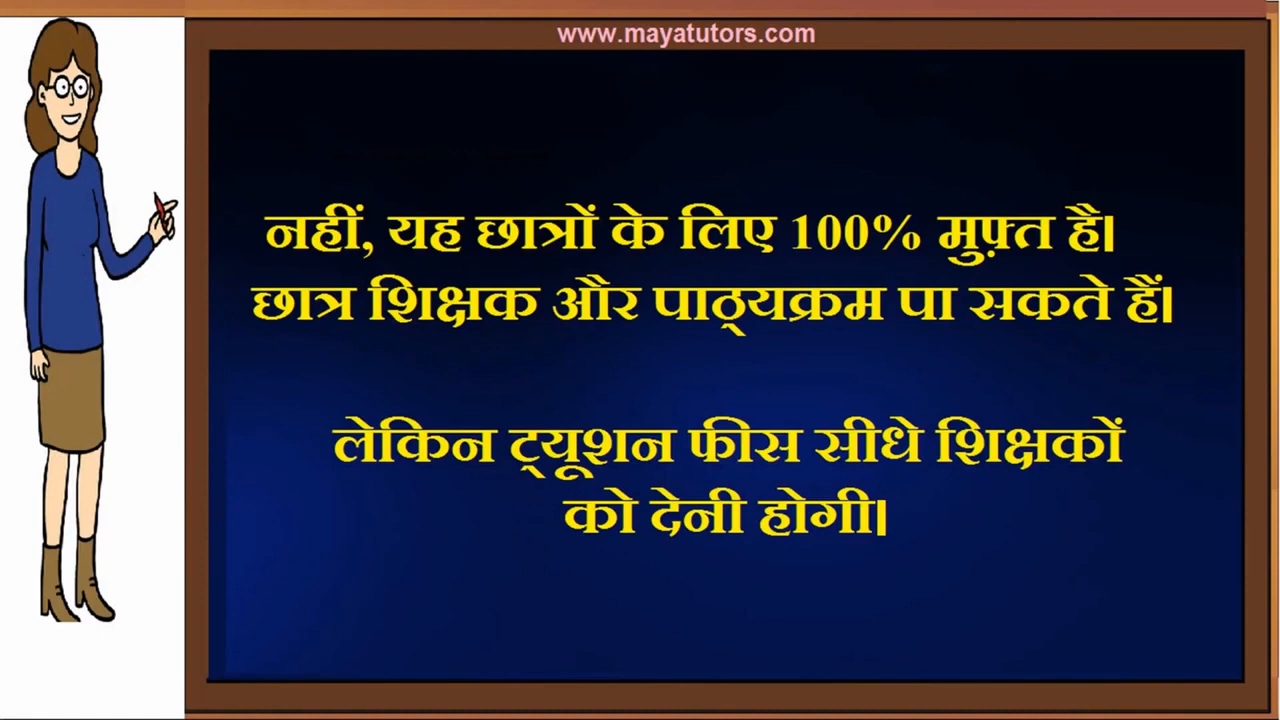 www.mayatutors.com
नहीं, यह छात्रों के लिए 100% मुफ़्त है।
छात्र शिक्षक और पाठ्यक्रम पा सकते हैं।
लेकिन ट्यूशन फीस सीधे शिक्षकों
को देनी होगी।